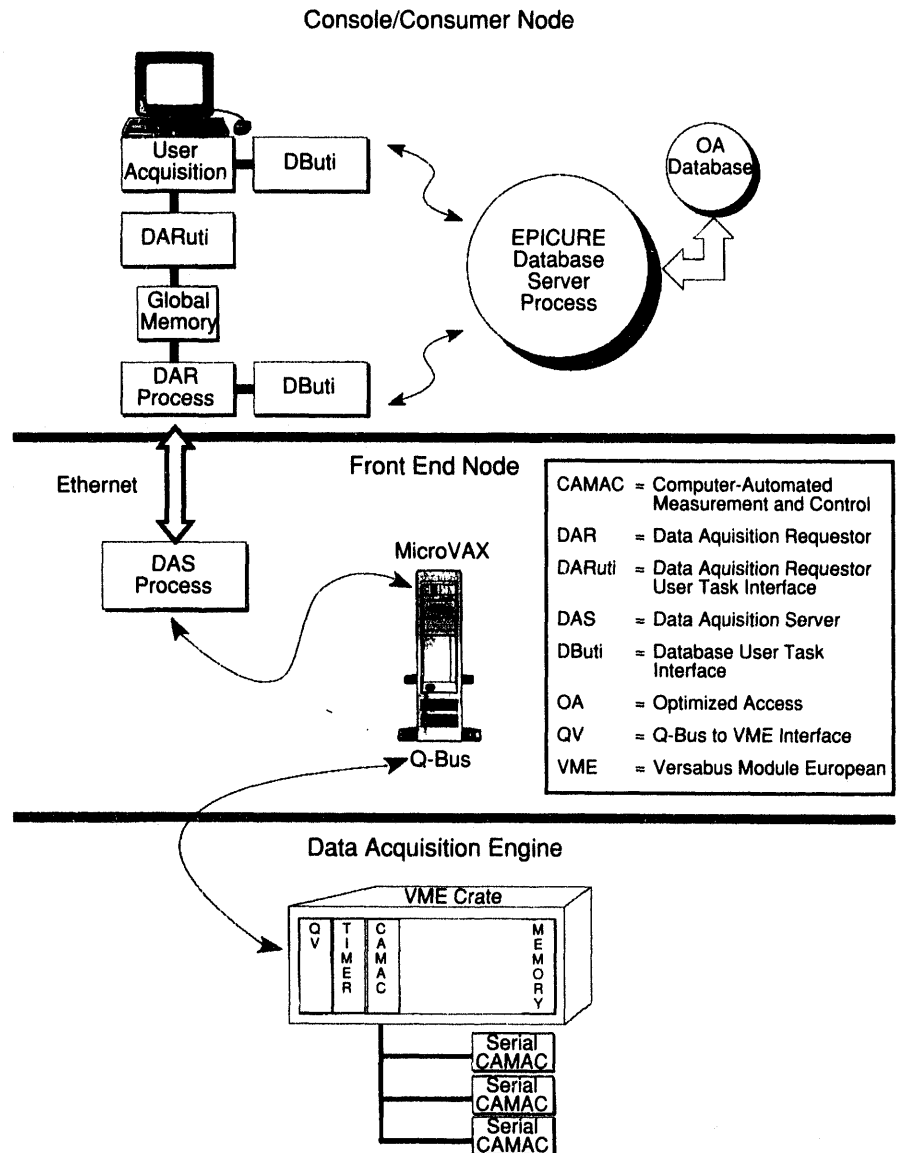 Console/Consumer Node
User
Acquisition
DButi
OA
Database
DARuti
EPICURE
Database
Server
Process
Global
Memory
DAR
Process
DButi
Ethernet
Front End Node
DAS
Process
MicroVAX
Q-Bus
CAMAC = Computer-Automated
Measurement and Control
DAR = Data Aquisition Requestor
DARuti = Data Aquisition Requestor
User Task Interface
DAS = Data Aquisition Server
DButi = Database User Task
Interface
OA = Optimized Access
QV = Q-Bus to VME Interface
VME = Versabus Module European
Data Acquisition Engine
VME Crate
QV
TIMER
CAMAC
MEMORY
Serial
CAMAC
Serial
CAMAC
Serial
CAMAC